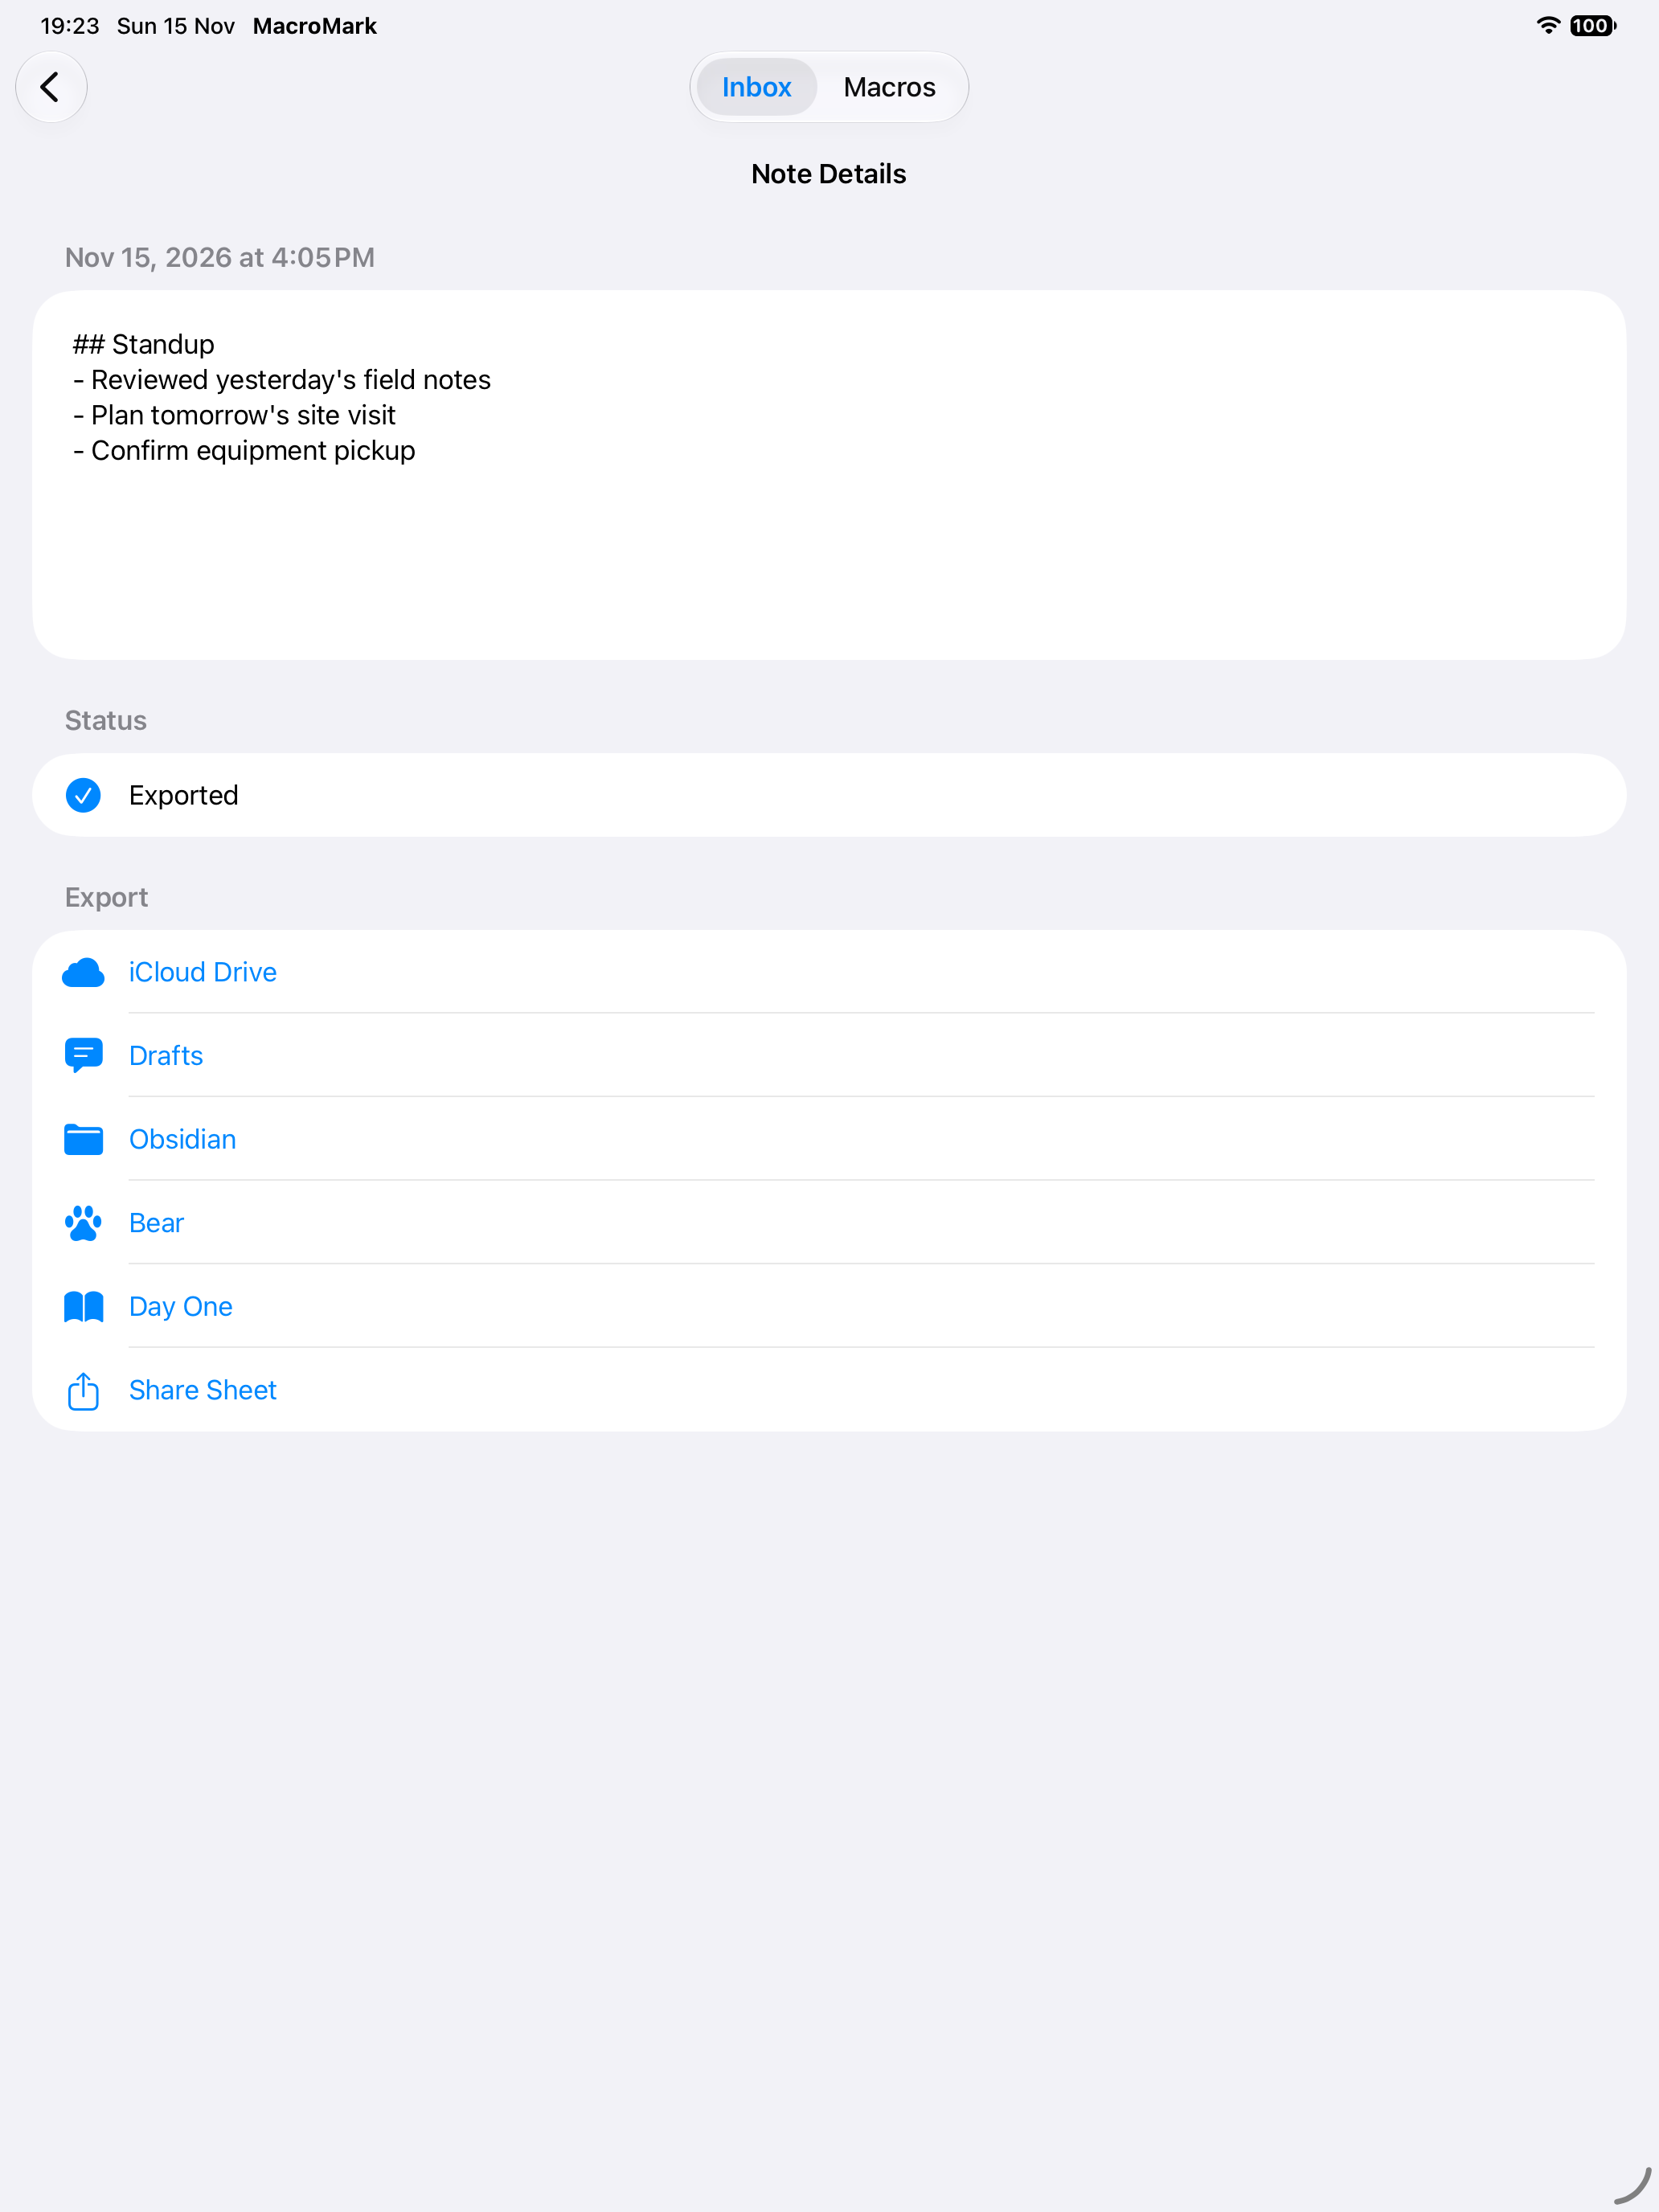 19:23 Sun 15 Nov MacroMark
100
Inbox Macros
Note Details
Nov 15, 2026 at 4:05 PM
## Standup
- Reviewed yesterday's field notes
- Plan tomorrow's site visit
- Confirm equipment pickup
Status
Exported
Export
iCloud Drive
Drafts
Obsidian
Bear
Day One
Share Sheet